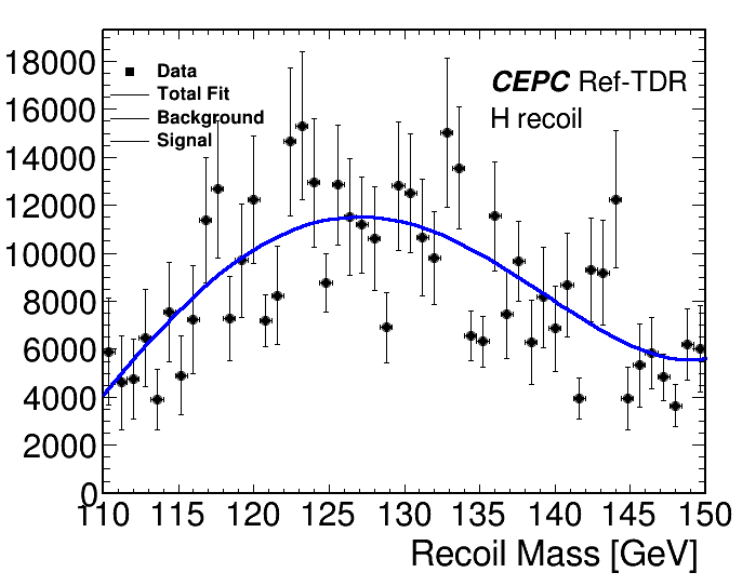 18000
16000
14000
12000
10000
8000
6000
4000
2000
0
Data
Total Fit
Background
Signal
CEPC Ref-TDR
H recoil
110 115 120 125 130 135 140 145 150
Recoil Mass [GeV]